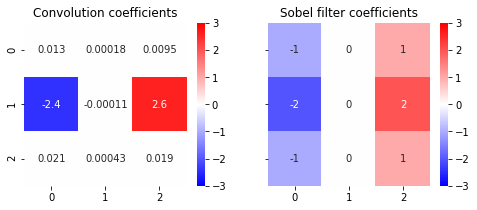 Convolution coefficients
0 0.013 0.00018 0.0095
1 -2.4 -0.00011 2.6
2 0.021 0.00043 0.019
0 1 2
3
2
1
0
−1
−2
−3
Sobel filter coefficients
-1 0 1
-2 0 2
-1 0 1
0 1 2
3
2
1
0
−1
−2
−3